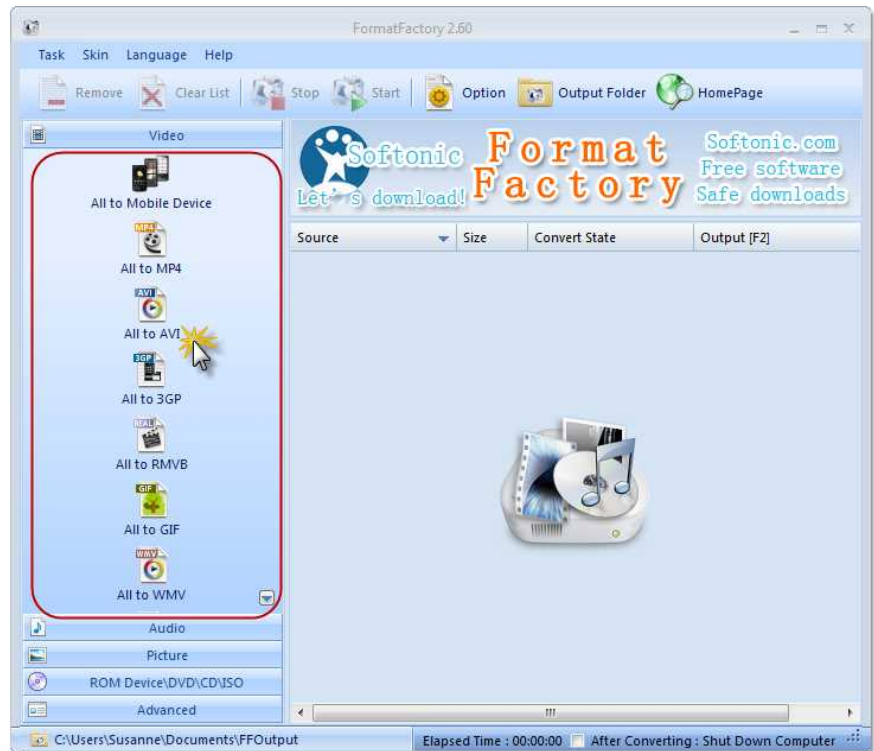 FormatFactory 2.60
Task Skin Language Help
Remove Clear List Stop Start Option Output Folder HomePage
Video
All to Mobile Device
MP4
All to MP4
AVI
All to AVI
3GP
All to 3GP
REAL
All to RMVB
GIF
All to GIF
WMV
All to WMV
Audio
Picture
ROM Device\DVD\CD\ISO
Advanced
Softonic
Let's download!
Format
Factory
Softonic.com
Free software
Safe downloads
Source Size Convert State Output [F2]
C:\Users\Susanne\Documents\FFOutput Elapsed Time : 00:00:00 After Converting : Shut Down Computer